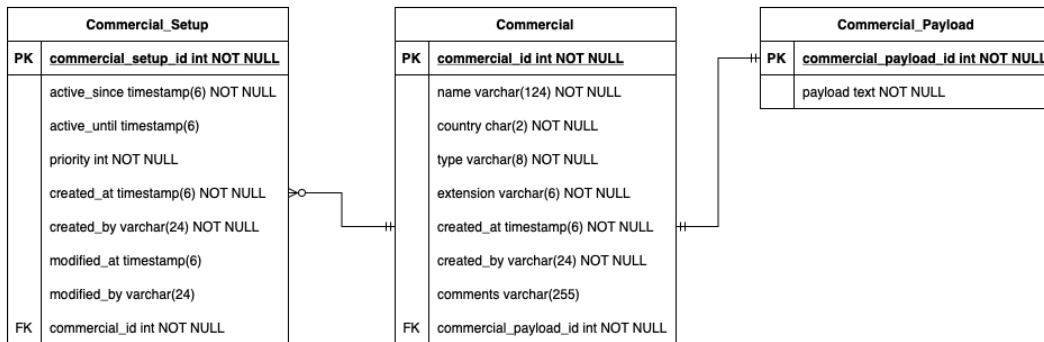 Commercial_Setup
PK commercial_setup_id int NOT NULL
active_since timestamp(6) NOT NULL
active_until timestamp(6)
priority int NOT NULL
created_at timestamp(6) NOT NULL
created_by varchar(24) NOT NULL
modified_at timestamp(6)
modified_by varchar(24)
FK commercial_id int NOT NULL
Commercial
PK commercial_id int NOT NULL
name varchar(124) NOT NULL
country char(2) NOT NULL
type varchar(8) NOT NULL
extension varchar(6) NOT NULL
created_at timestamp(6) NOT NULL
created_by varchar(24) NOT NULL
comments varchar(255)
FK commercial_payload_id int NOT NULL
Commercial_Payload
PK commercial_payload_id int NOT NULL
payload text NOT NULL